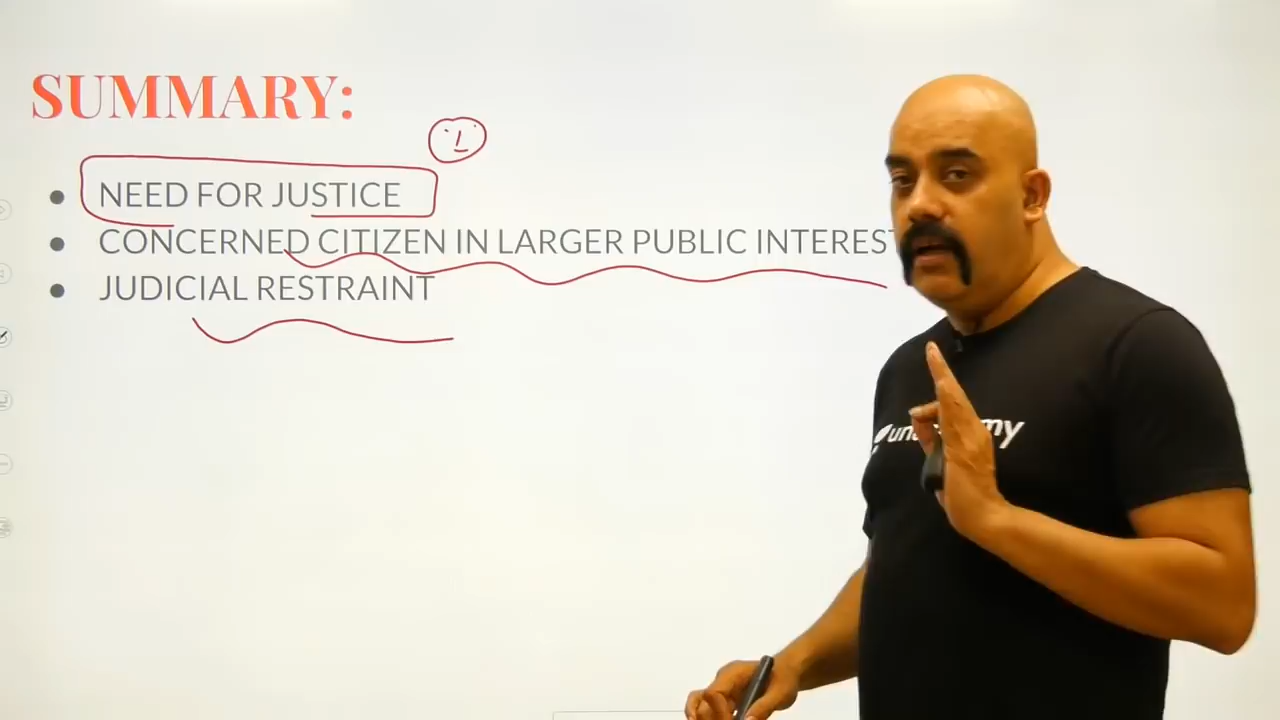 SUMMARY:
NEED FOR JUSTICE
CONCERNED CITIZEN IN LARGER PUBLIC INTEREST
JUDICIAL RESTRAINT